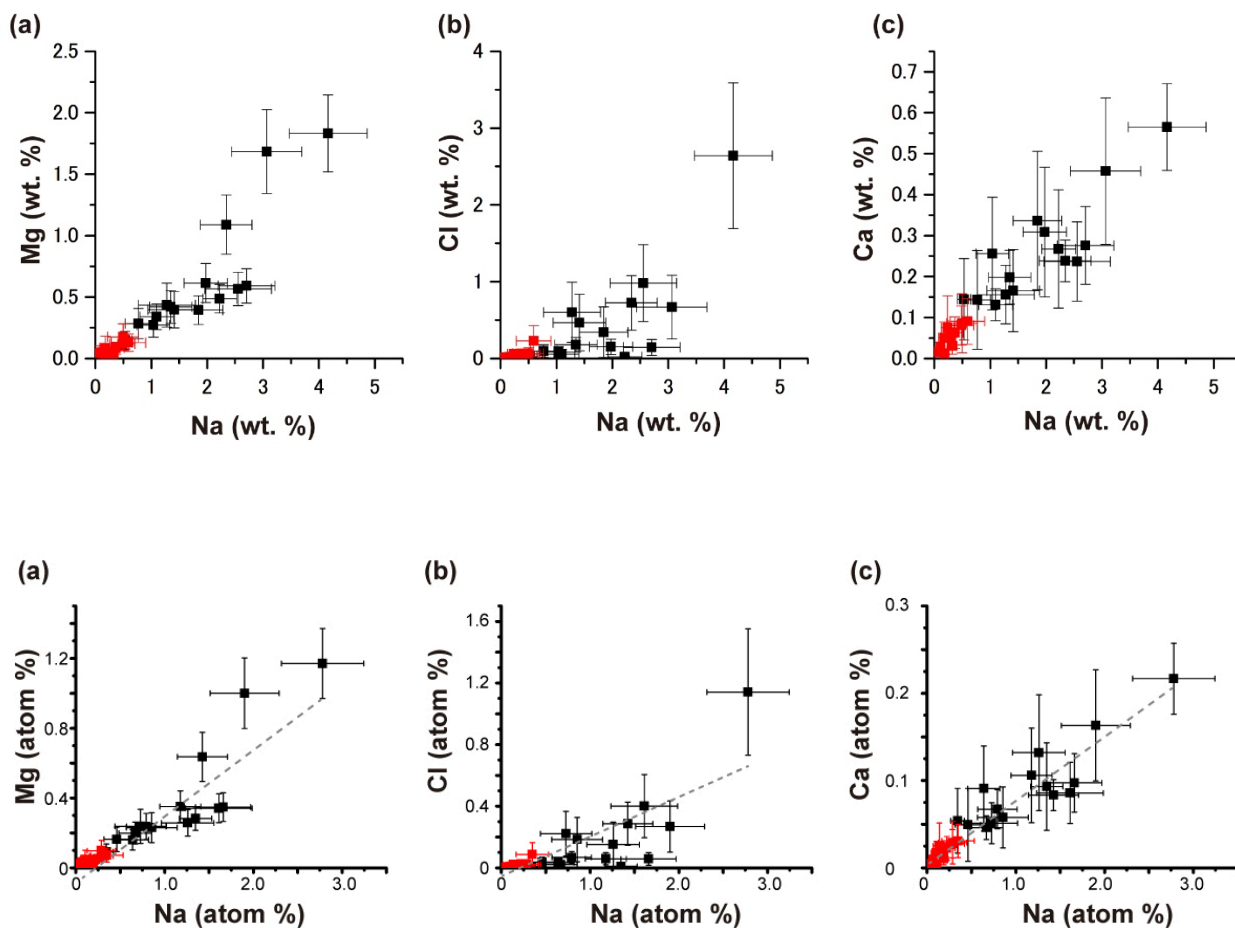 (a)
Mg (wt. %)
2.5
2.0
1.5
1.0
0.5
0.0
0 1 2 3 4 5
Na (wt. %)
(b)
Cl (wt. %)
4
3
2
1
0
0 1 2 3 4 5
Na (wt. %)
(c)
Ca (wt. %)
0.7
0.6
0.5
0.4
0.3
0.2
0.1
0.0
0 1 2 3 4 5
Na (wt. %)
(a)
Mg (atom %)
1.2
0.8
0.4
0
0 1.0 2.0 3.0
Na (atom %)
(b)
Cl (atom %)
1.6
1.2
0.8
0.4
0
0 1.0 2.0 3.0
Na (atom %)
(c)
Ca (atom %)
0.3
0.2
0.1
0
0 1.0 2.0 3.0
Na (atom %)